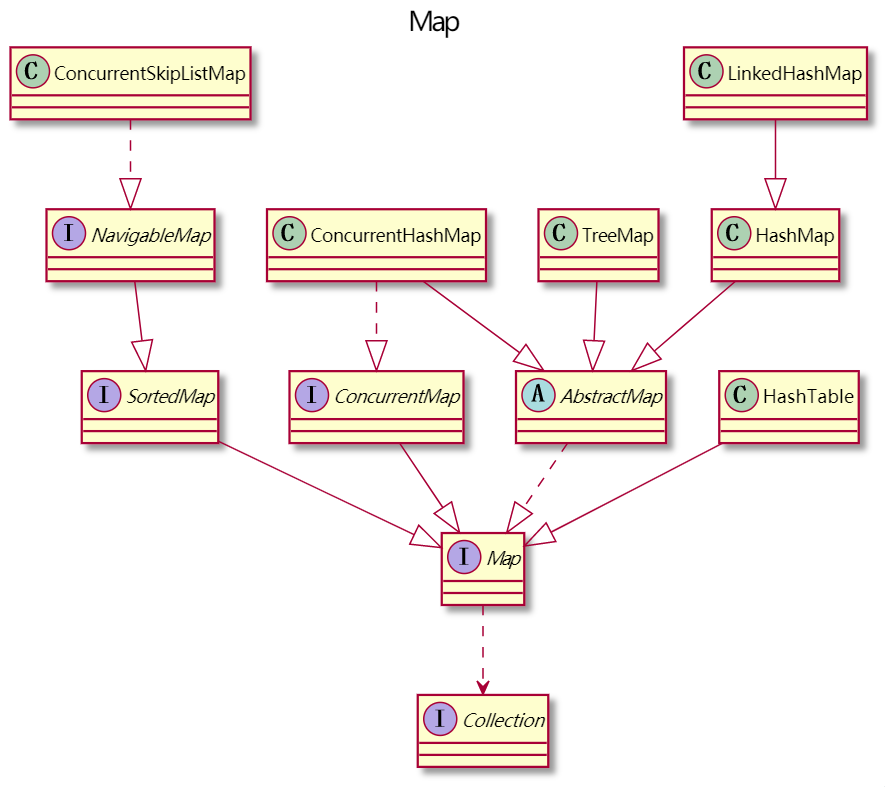 Map
C ConcurrentSkipListMap
C LinkedHashMap
I NavigableMap
C ConcurrentHashMap
C TreeMap
C HashMap
I SortedMap
I ConcurrentMap
A AbstractMap
C HashTable
I Map
I Collection